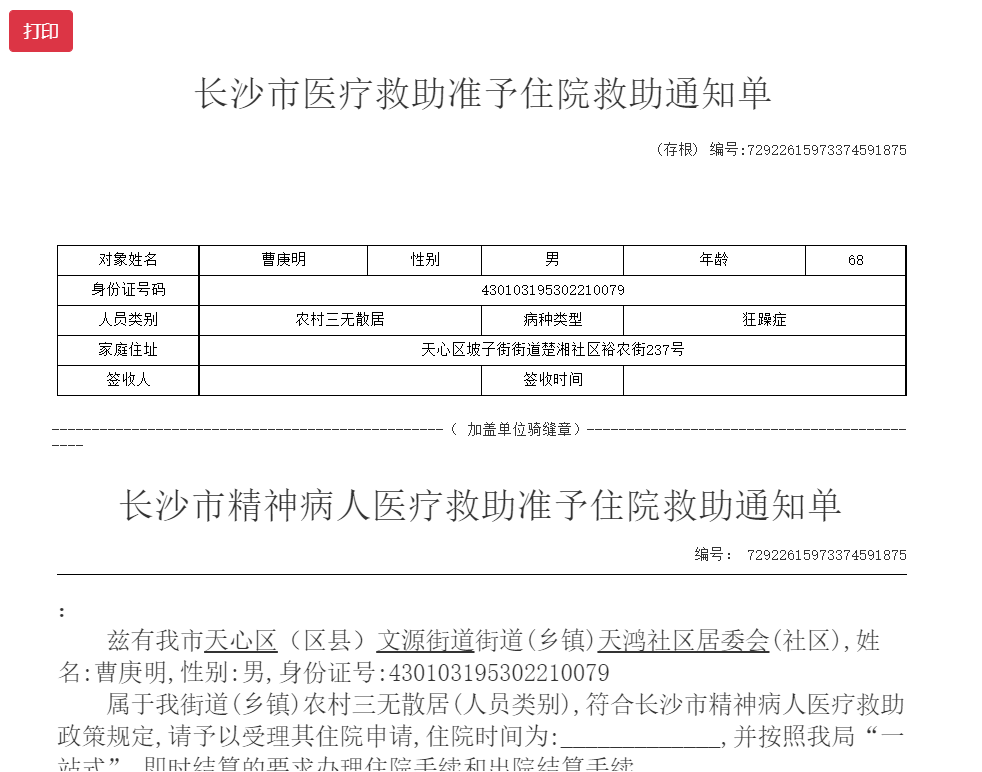 打印
长沙市医疗救助准予住院救助通知单
(存根) 编号:72922615973374591875
对象姓名 曹庚明 性别 男 年龄 68
身份证号码 430103195302210079
人员类别 农村三无散居 病种类型 狂躁症
家庭住址 天心区坡子街街道楚湘社区裕农街237号
签收人 签收时间
-------------------------------------------------( 加盖单位骑缝章)----------------------------------------
----
长沙市精神病人医疗救助准予住院救助通知单
编号: 72922615973374591875
:
兹有我市天心区（区县）文源街道街道(乡镇)天鸿社区居委会(社区),姓
名:曹庚明,性别:男,身份证号:430103195302210079
属于我街道(乡镇)农村三无散居(人员类别),符合长沙市精神病人医疗救助
政策规定,请予以受理其住院申请,住院时间为:_____________,并按照我局“一
站式”、即时结算的要求办理住院手续和出院结算手续